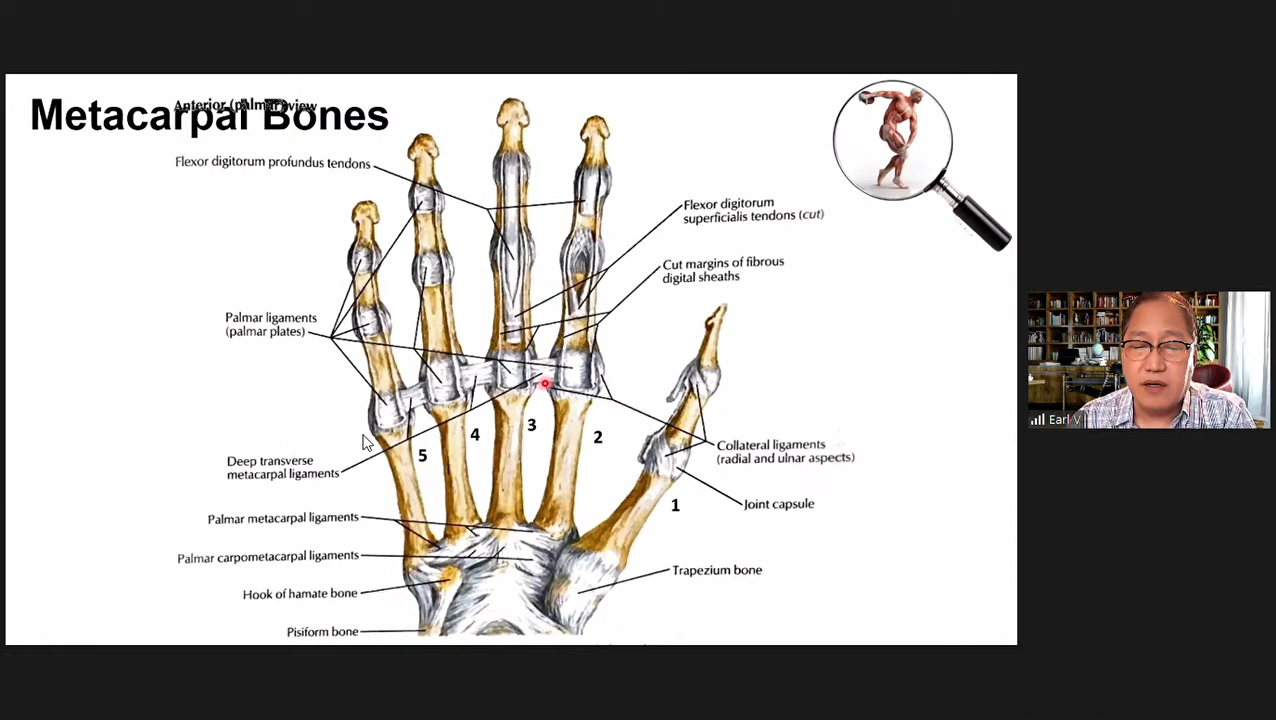 Anterior (palmar) view
Metacarpal Bones
Flexor digitorum profundus tendons
Flexor digitorum
superficialis tendons (cut)
Cut margins of fibrous
digital sheaths
Palmar ligaments
(palmar plates)
4
3
2
5
Collateral ligaments
(radial and ulnar aspects)
Deep transverse
metacarpal ligaments
1
Joint capsule
Palmar metacarpal ligaments
Palmar carpometacarpal ligaments
Trapezium bone
Hook of hamate bone
Pisiform bone
Earl V